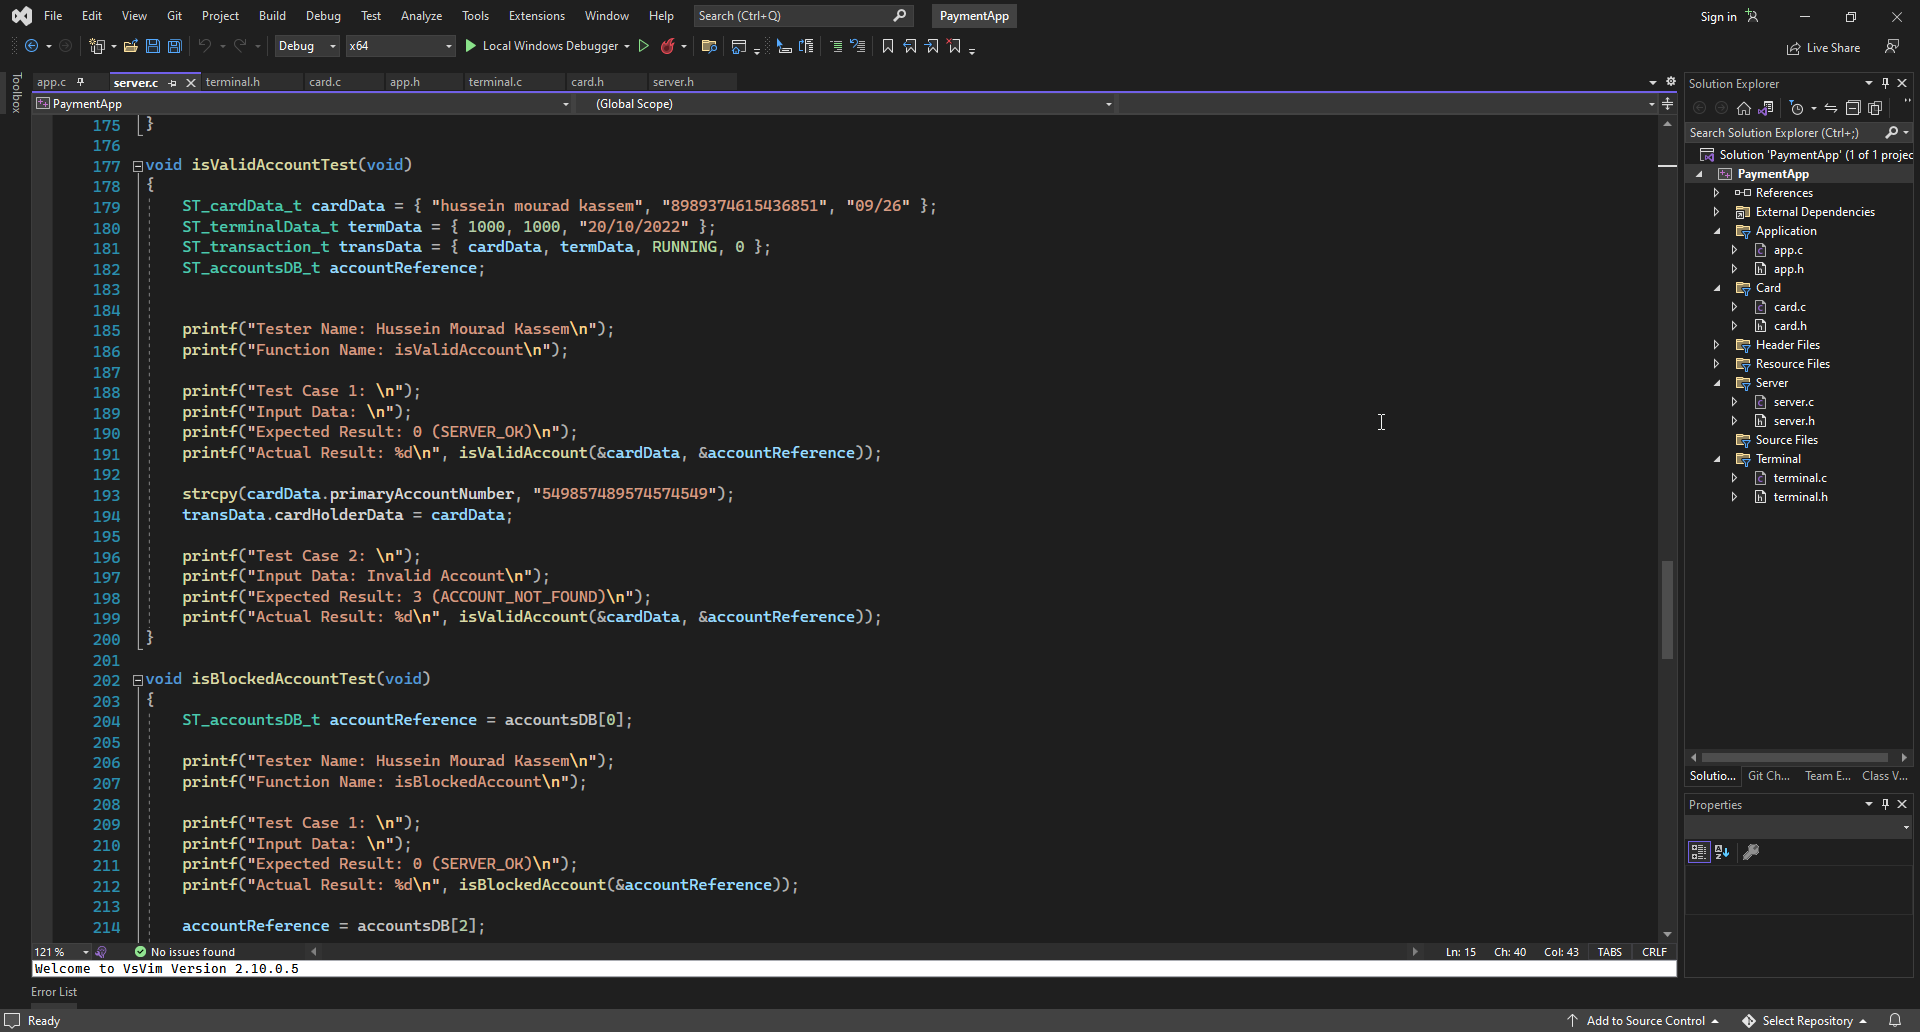 File Edit View Git Project Build Debug Test Analyze Tools Extensions Window Help Search (Ctrl+Q) PaymentApp Sign in
Debug x64 Local Windows Debugger Live Share
Toolbox
app.c server.c terminal.h card.c app.h terminal.c card.h server.h
PaymentApp (Global Scope)
175 }
176
177 void isValidAccountTest(void)
178 {
179 ST_cardData_t cardData = { "hussein mourad kassem", "8989374615436851", "09/26" };
180 ST_terminalData_t termData = { 1000, 1000, "20/10/2022" };
181 ST_transaction_t transData = { cardData, termData, RUNNING, 0 };
182 ST_accountsDB_t accountReference;
183
184
185 printf("Tester Name: Hussein Mourad Kassem\n");
186 printf("Function Name: isValidAccount\n");
187
188 printf("Test Case 1: \n");
189 printf("Input Data: \n");
190 printf("Expected Result: 0 (SERVER_OK)\n");
191 printf("Actual Result: %d\n", isValidAccount(&cardData, &accountReference));
192
193 strcpy(cardData.primaryAccountNumber, "549857489574574549");
194 transData.cardHolderData = cardData;
195
196 printf("Test Case 2: \n");
197 printf("Input Data: Invalid Account\n");
198 printf("Expected Result: 3 (ACCOUNT_NOT_FOUND)\n");
199 printf("Actual Result: %d\n", isValidAccount(&cardData, &accountReference));
200 }
201
202 void isBlockedAccountTest(void)
203 {
204 ST_accountsDB_t accountReference = accountsDB[0];
205
206 printf("Tester Name: Hussein Mourad Kassem\n");
207 printf("Function Name: isBlockedAccount\n");
208
209 printf("Test Case 1: \n");
210 printf("Input Data: \n");
211 printf("Expected Result: 0 (SERVER_OK)\n");
212 printf("Actual Result: %d\n", isBlockedAccount(&accountReference));
213
214 accountReference = accountsDB[2];
121 % No issues found Ln: 15 Ch: 40 Col: 43 TABS CRLF
Welcome to VsVim Version 2.10.0.5
Error List
Solution Explorer
Search Solution Explorer (Ctrl+;)
Solution 'PaymentApp' (1 of 1 projec
PaymentApp
References
External Dependencies
Application
app.c
app.h
Card
card.c
card.h
Header Files
Resource Files
Server
server.c
server.h
Source Files
Terminal
terminal.c
terminal.h
Solutio... Git Ch... Team E... Class V...
Properties
Ready Add to Source Control Select Repository